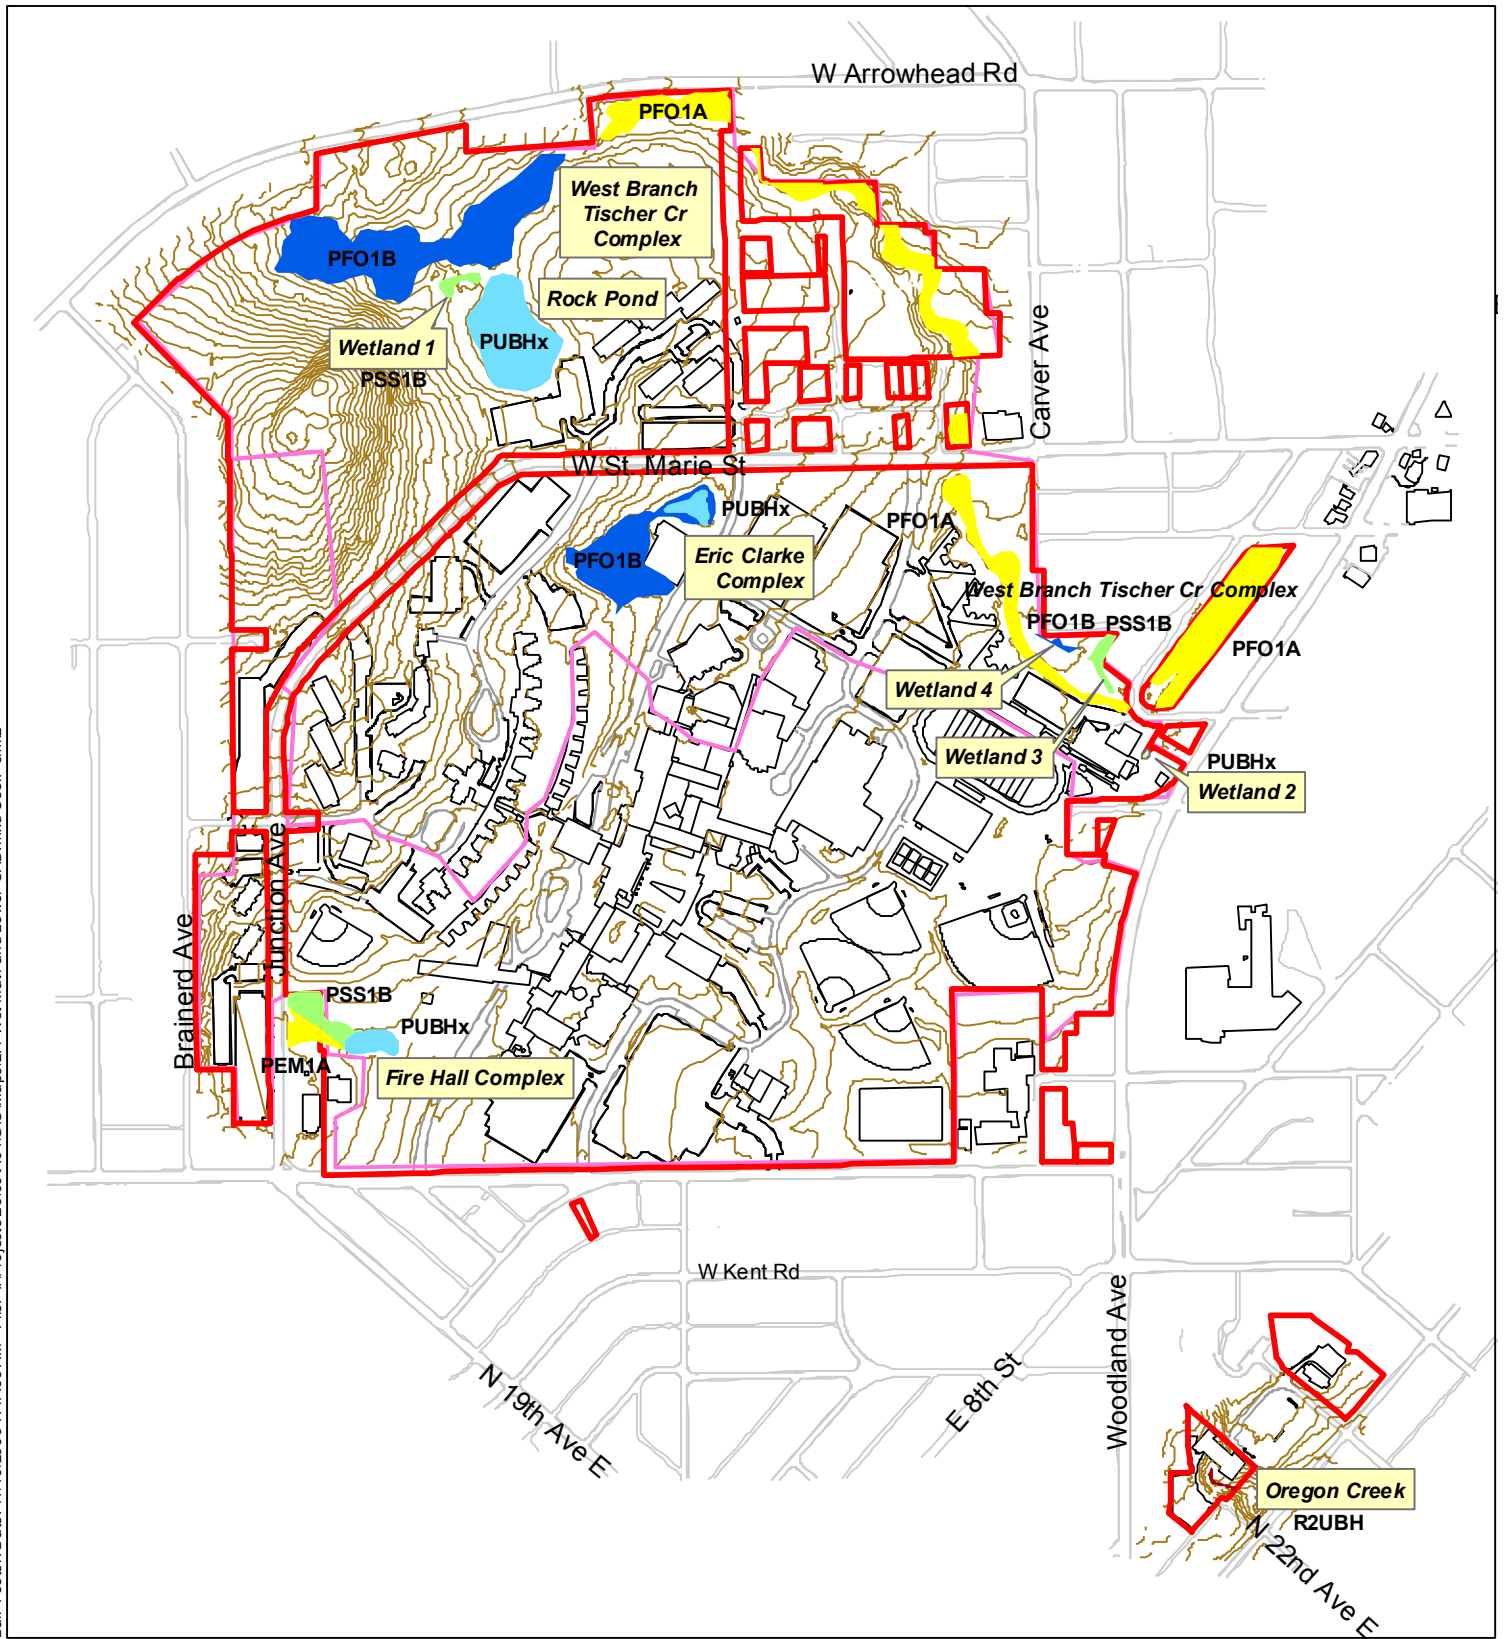 W Arrowhead Rd
PFO1A
West Branch
Tischer Cr
Complex
PFO1B
Rock Pond
Wetland 1
PUBHx
PSS1B
Carver Ave
W St. Marie St
PUBHx
PFO1A
PFO1B
Eric Clarke
Complex
West Branch Tischer Cr Complex
PFO1B
PSS1B
PFO1A
Wetland 4
Wetland 3
PUBHx
Wetland 2
Junction Ave
Brainerd Ave
PSS1B
PUBHx
PEM1A
Fire Hall Complex
W Kent Rd
Woodland Ave
N 19th Ave E
E 8th St
Oregon Creek
R2UBH
N 22nd Ave E